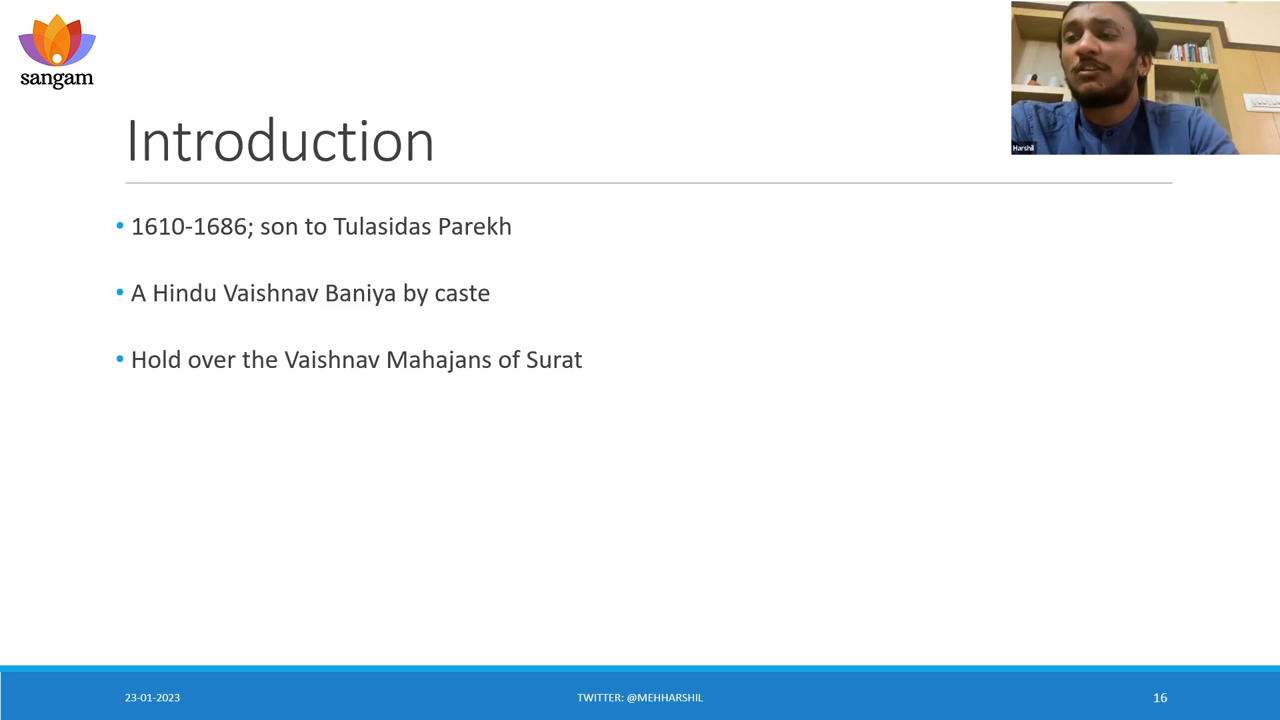 sangam
Harshil
Introduction
• 1610-1686; son to Tulasidas Parekh
• A Hindu Vaishnav Baniya by caste
• Hold over the Vaishnav Mahajans of Surat
23-01-2023
TWITTER: @MEHHARSHIL
16